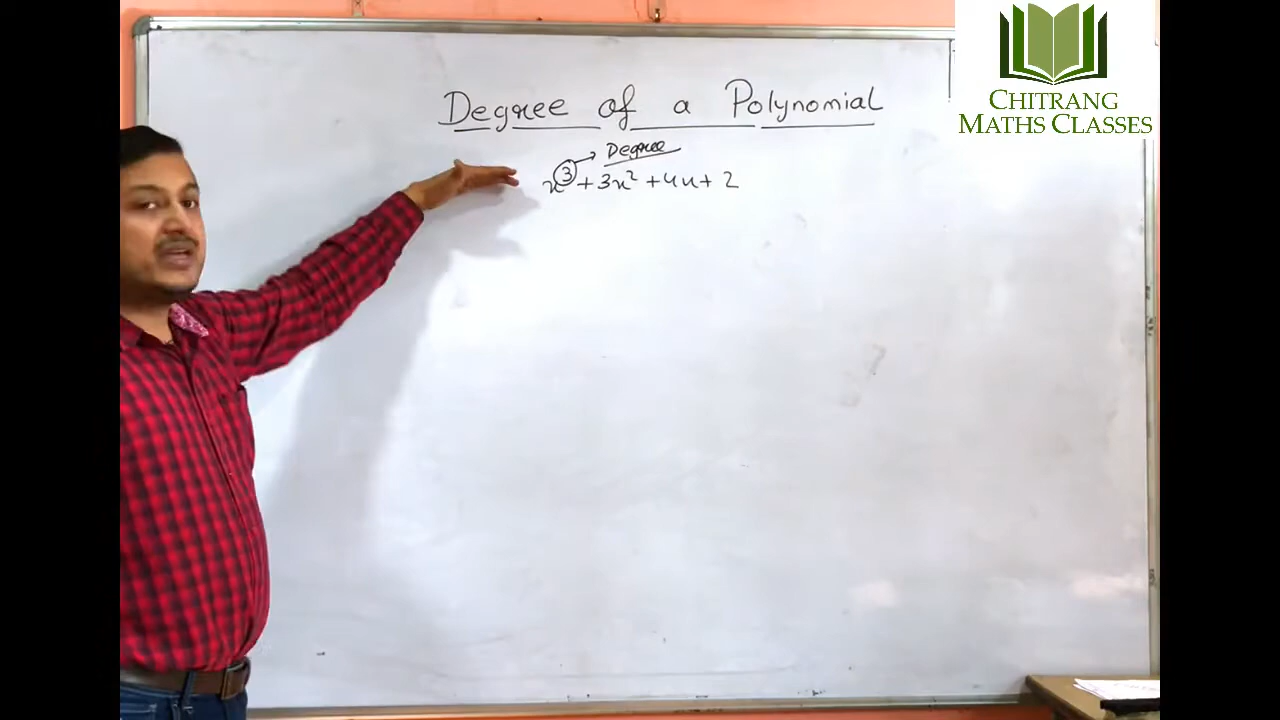 CHITRANG
MATHS CLASSES
Degree of a Polynomial
Degree
x³ + 3x² + 4x + 2